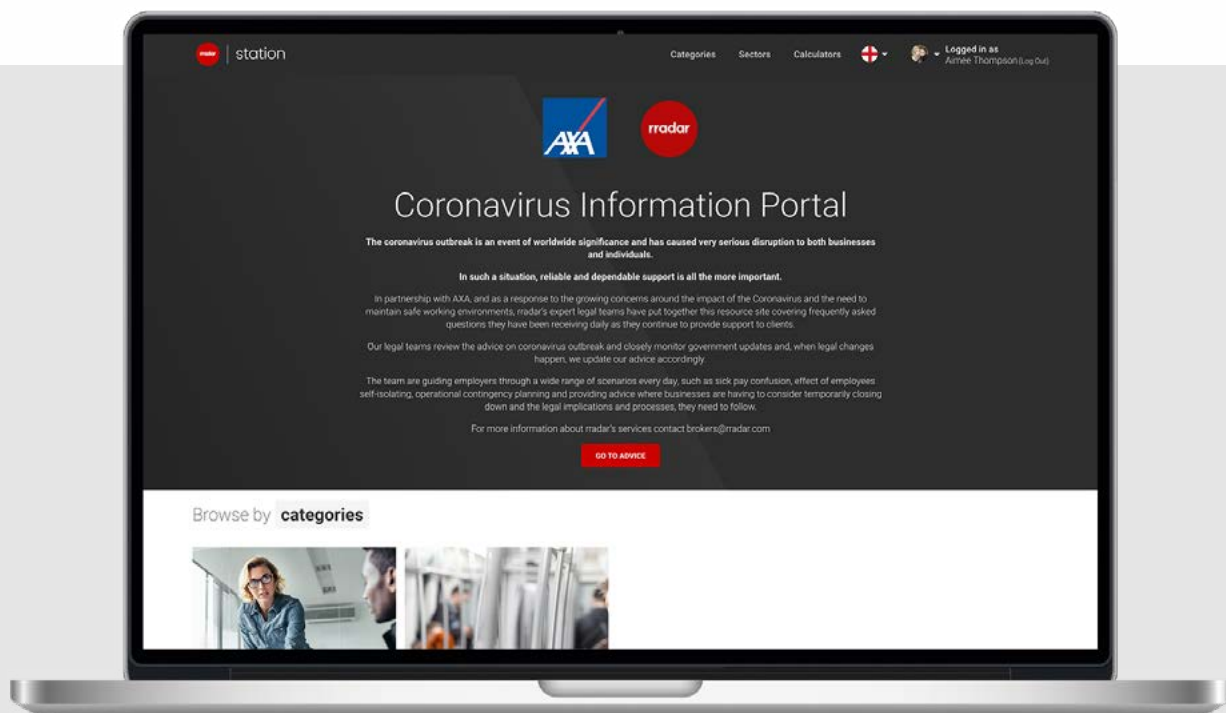 rradar | station
Categories Sectors Calculators
Logged in as
Aimee Thompson (Log Out)
AXA
rradar
Coronavirus Information Portal
The coronavirus outbreak is an event of worldwide significance and has caused very serious disruption to both businesses
and individuals.
In such a situation, reliable and dependable support is all the more important.
In partnership with AXA, and as a response to the growing concerns around the impact of the Coronavirus and the need to
maintain safe working environments, rradar's expert legal teams have put together this resource site covering frequently asked
questions they have been receiving daily as they continue to provide support to clients.
Our legal teams review the advice on coronavirus outbreak and closely monitor government updates and, when legal changes
happen, we update our advice accordingly.
The team are guiding employers through a wide range of scenarios every day, such as sick pay confusion, effect of employees
self-isolating, operational contingency planning and providing advice where businesses are having to consider temporarily closing
down and the legal implications and processes, they need to follow.
For more information about rradar's services contact brokers@rradar.com
GO TO ADVICE
Browse by categories